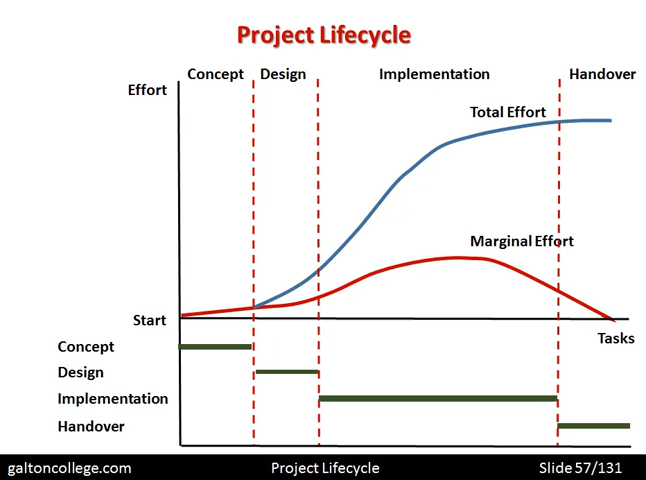 Project Lifecycle
Concept Design Implementation Handover
Effort
Total Effort
Marginal Effort
Start
Tasks
Concept
Design
Implementation
Handover
galtoncollege.com Project Lifecycle Slide 57/131